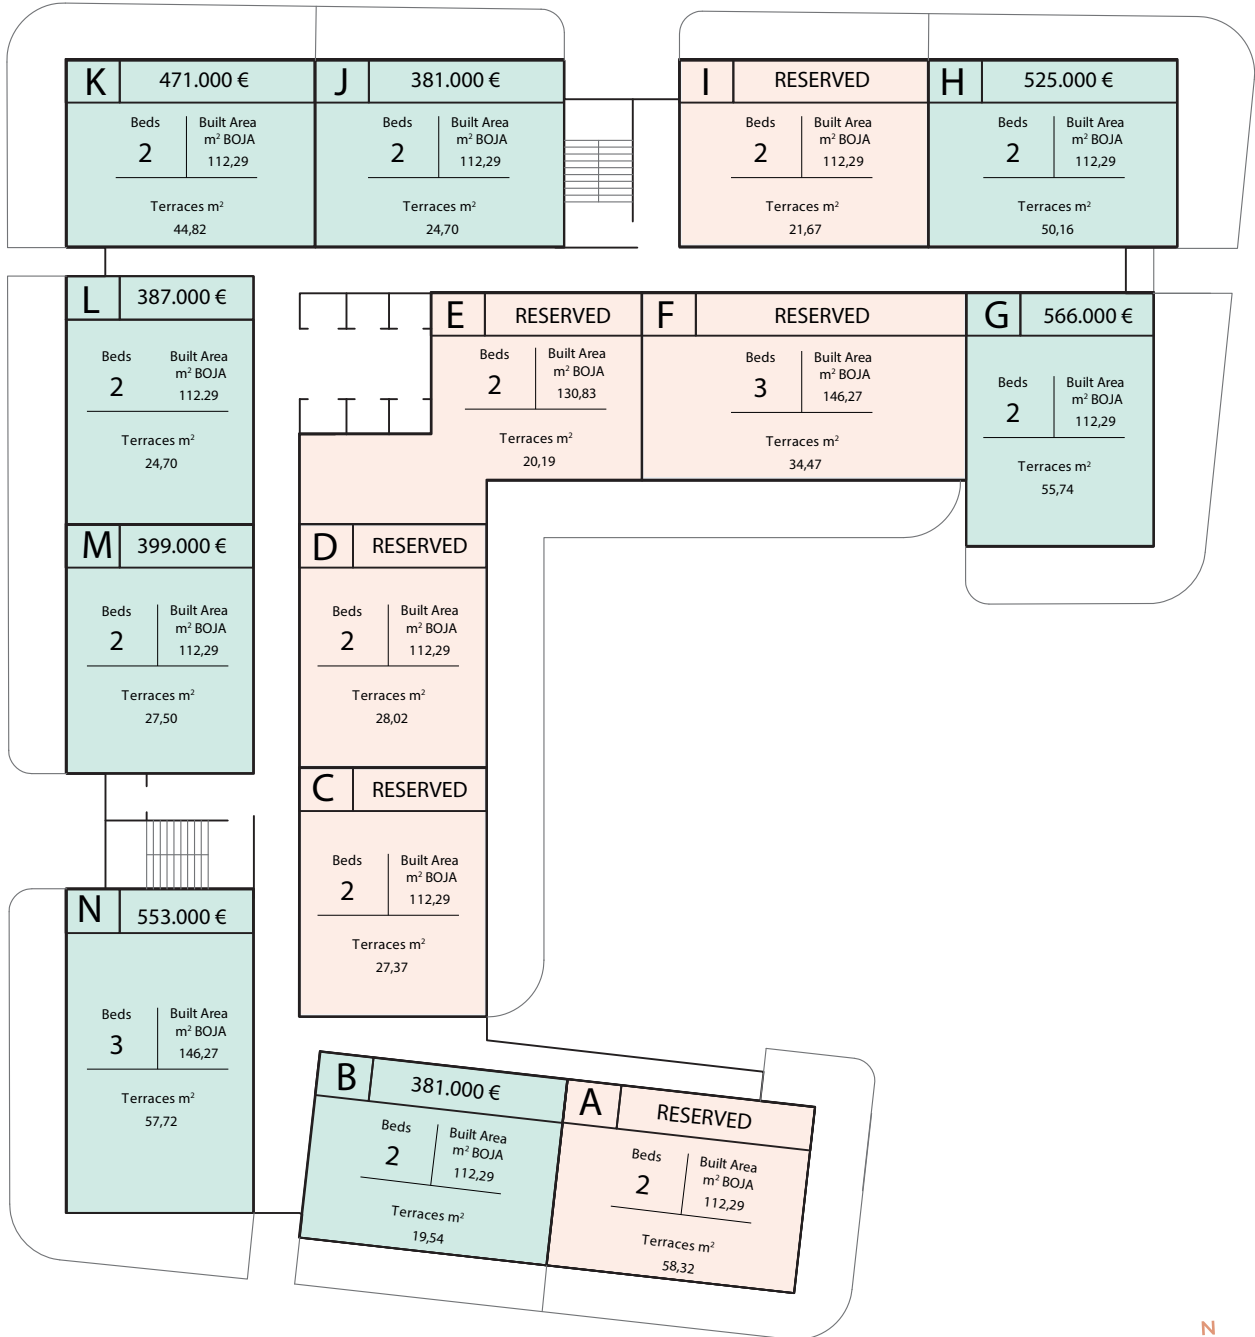 K 471.000 €
Beds
2
Built Area
m² BOJA
112,29
Terraces m²
44,82
J 381.000 €
Beds
2
Built Area
m² BOJA
112,29
Terraces m²
24,70
I RESERVED
Beds
2
Built Area
m² BOJA
112,29
Terraces m²
21,67
H 525.000 €
Beds
2
Built Area
m² BOJA
112,29
Terraces m²
50,16
L 387.000 €
Beds
2
Built Area
m² BOJA
112.29
Terraces m²
24,70
E RESERVED
Beds
2
Built Area
m² BOJA
130,83
Terraces m²
20,19
F RESERVED
Beds
3
Built Area
m² BOJA
146,27
Terraces m²
34,47
G 566.000 €
Beds
2
Built Area
m² BOJA
112,29
Terraces m²
55,74
M 399.000 €
Beds
2
Built Area
m² BOJA
112,29
Terraces m²
27,50
D RESERVED
Beds
2
Built Area
m² BOJA
112,29
Terraces m²
28,02
C RESERVED
Beds
2
Built Area
m² BOJA
112,29
Terraces m²
27,37
N 553.000 €
Beds
3
Built Area
m² BOJA
146,27
Terraces m²
57,72
B 381.000 €
Beds
2
Built Area
m² BOJA
112,29
Terraces m²
19,54
A RESERVED
Beds
2
Built Area
m² BOJA
112,29
Terraces m²
58,32
N